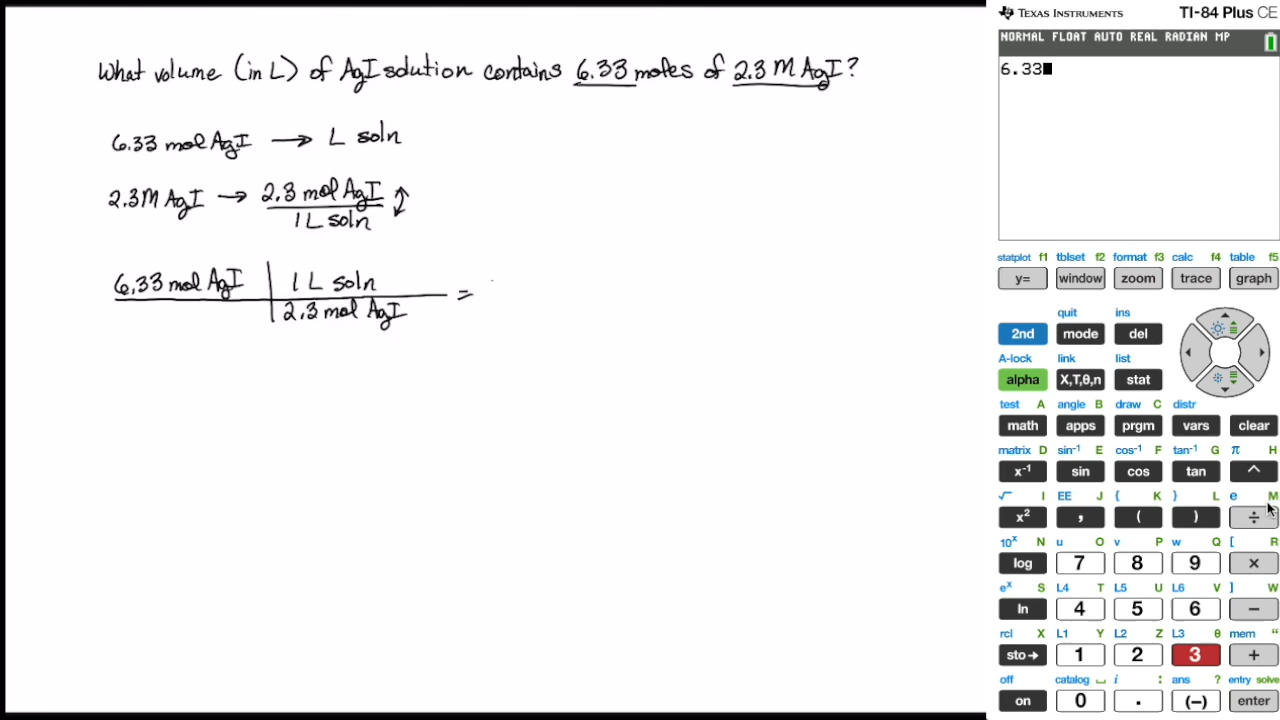 What volume (in L) of AgI solution contains 6.33 moles of 2.3 M AgI?
6.33 mol AgI → L soln
2.3M AgI → 2.3 mol AgI
1 L soln
6.33 mol AgI | 1 L soln =
2.3 mol AgI
TEXAS INSTRUMENTS TI-84 Plus CE
NORMAL FLOAT AUTO REAL RADIAN MP
6.33
statplot f1 tblset f2 format f3 calc f4 table f5
y= window zoom trace graph
quit ins
2nd mode del
A-lock link list
alpha X,T,θ,n stat
test A angle B draw C distr
math apps prgm vars clear
matrix D sin⁻¹ E cos⁻¹ F tan⁻¹ G π H
x⁻¹ sin cos tan ^
√ I EE J { K } L e M
x² , ( ) ÷
10ˣ N u O v P w Q [ R
log 7 8 9 ×
eˣ S L4 T L5 U L6 V ] W
ln 4 5 6 −
rcl X L1 Y L2 Z L3 θ mem "
sto→ 1 2 3 +
off catalog ⎵ i : ans ? entry solve
on 0 . (−) enter